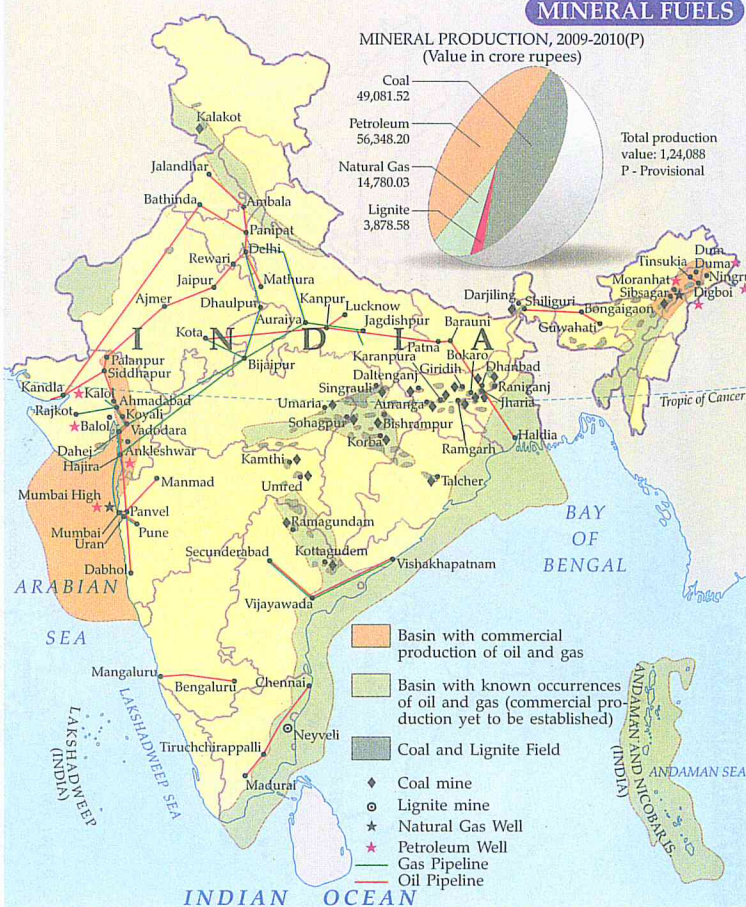 MINERAL FUELS
MINERAL PRODUCTION, 2009-2010(P)
(Value in crore rupees)
Coal
49,081.52
Petroleum
56,348.20
Natural Gas
14,780.03
Lignite
3,878.58
Total production
value: 1,24,088
P - Provisional
Kalakot
Jalandhar
Bathinda
Ambala
Panipat
Delhi
Rewari
Jaipur
Mathura
Ajmer
Dhaulpur
Kanpur
Lucknow
Auraiya
Jagdishpur
Kota
INDIA
Patna
Barauni
Darjiling
Shiliguri
Bongaigaon
Guwahati
Tinsukia
Dum
Duma
Moranhat
Ningru
Sibsagar
Digboi
Palanpur
Siddhapur
Bijaipur
Karanpura
Bokaro
Giridih
Dhanbad
Daltenganj
Kandla
Kalol
Ahmadabad
Singrauli
Raniganj
Rajkot
Koyali
Umaria
Auranga
Jharia
Tropic of Cancer
Balol
Vadodara
Sohagpur
Bishrampur
Dahej
Ankleshwar
Korba
Ramgarh
Haldia
Hajira
Kamthi
Mumbai High
Manmad
Umred
Talcher
Mumbai
Panvel
Uran
Pune
Ramagundam
BAY
OF
BENGAL
Dabhol
Secunderabad
Kottagudem
Vishakhapatnam
ARABIAN
SEA
Vijayawada
Mangaluru
Bengaluru
Chennai
Neyveli
Tiruchchirappalli
Madurai
LAKSHADWEEP
(INDIA)
LAKSHADWEEP SEA
Basin with commercial
production of oil and gas
Basin with known occurrences
of oil and gas (commercial pro-
duction yet to be established)
Coal and Lignite Field
Coal mine
Lignite mine
Natural Gas Well
Petroleum Well
Gas Pipeline
Oil Pipeline
ANDAMAN AND NICOBAR IS.
(INDIA)
ANDAMAN SEA
INDIAN OCEAN